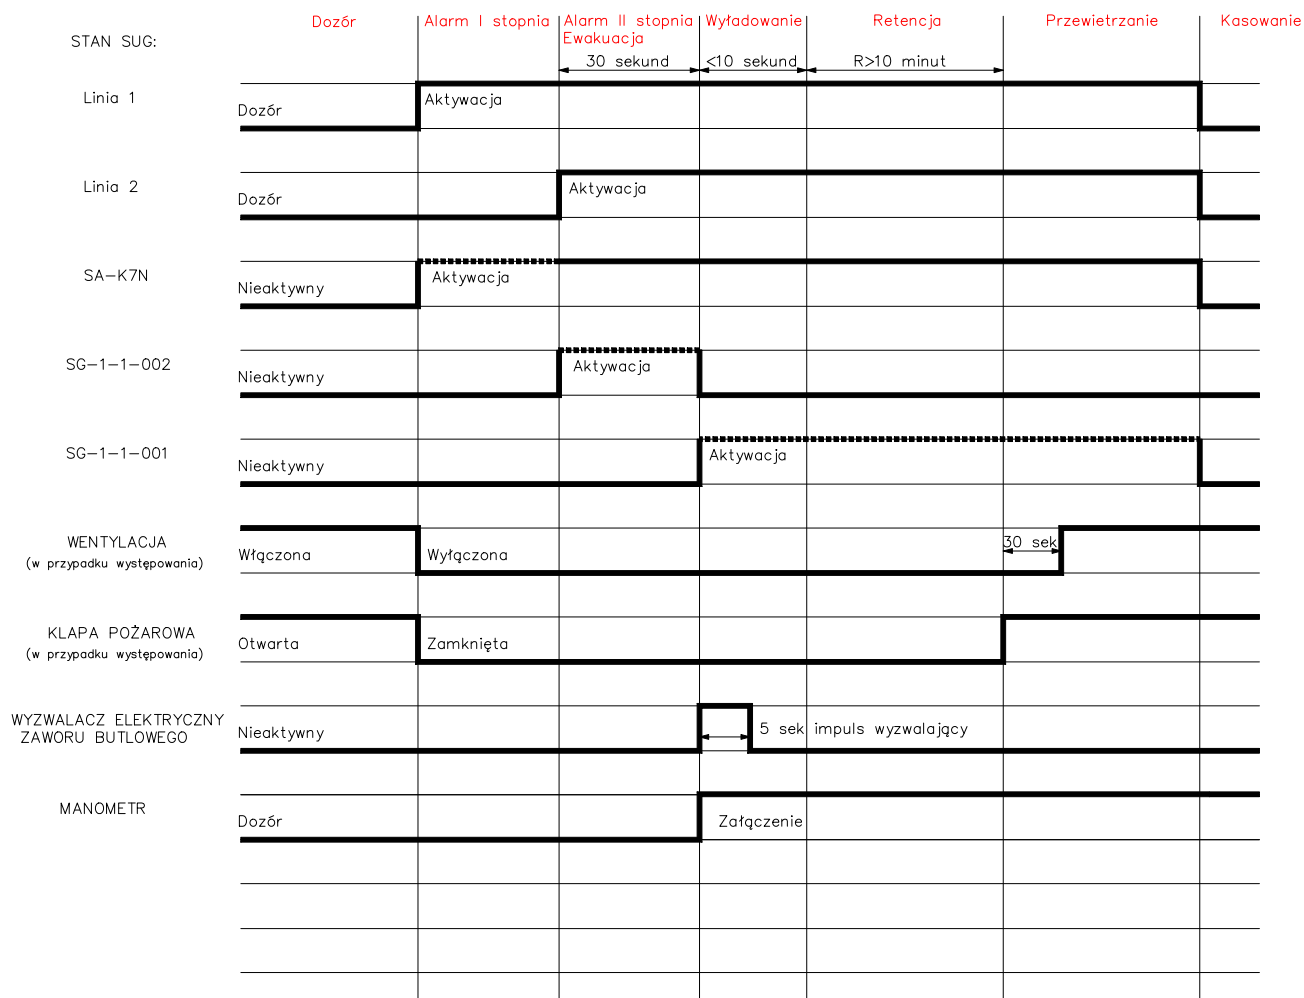 Dozór
Alarm I stopnia
Alarm II stopnia
Ewakuacja
Wyładowanie
Retencja
Przewietrzanie
Kasowanie
STAN SUG:
30 sekund
<10 sekund
R>10 minut
Linia 1
Dozór
Aktywacja
Linia 2
Dozór
Aktywacja
SA-K7N
Nieaktywny
Aktywacja
SG-1-1-002
Nieaktywny
Aktywacja
SG-1-1-001
Nieaktywny
Aktywacja
WENTYLACJA
(w przypadku występowania)
Włączona
Wyłączona
30 sek
KLAPA POŻAROWA
(w przypadku występowania)
Otwarta
Zamknięta
WYZWALACZ ELEKTRYCZNY
ZAWORU BUTLOWEGO
Nieaktywny
5 sek impuls wyzwalający
MANOMETR
Dozór
Załączenie